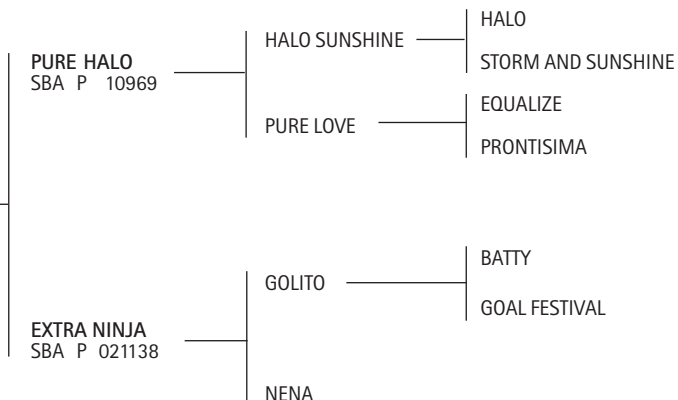 HALO
HALO SUNSHINE
PURE HALO
SBA P 10969
STORM AND SUNSHINE
EQUALIZE
PURE LOVE
PRONTISIMA
BATTY
GOLITO
GOAL FESTIVAL
EXTRA NINJA
SBA P 021138
NENA